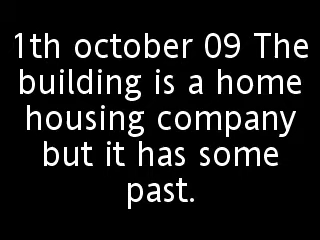 1th october 09 The
building is a home
housing company
but it has some
past.